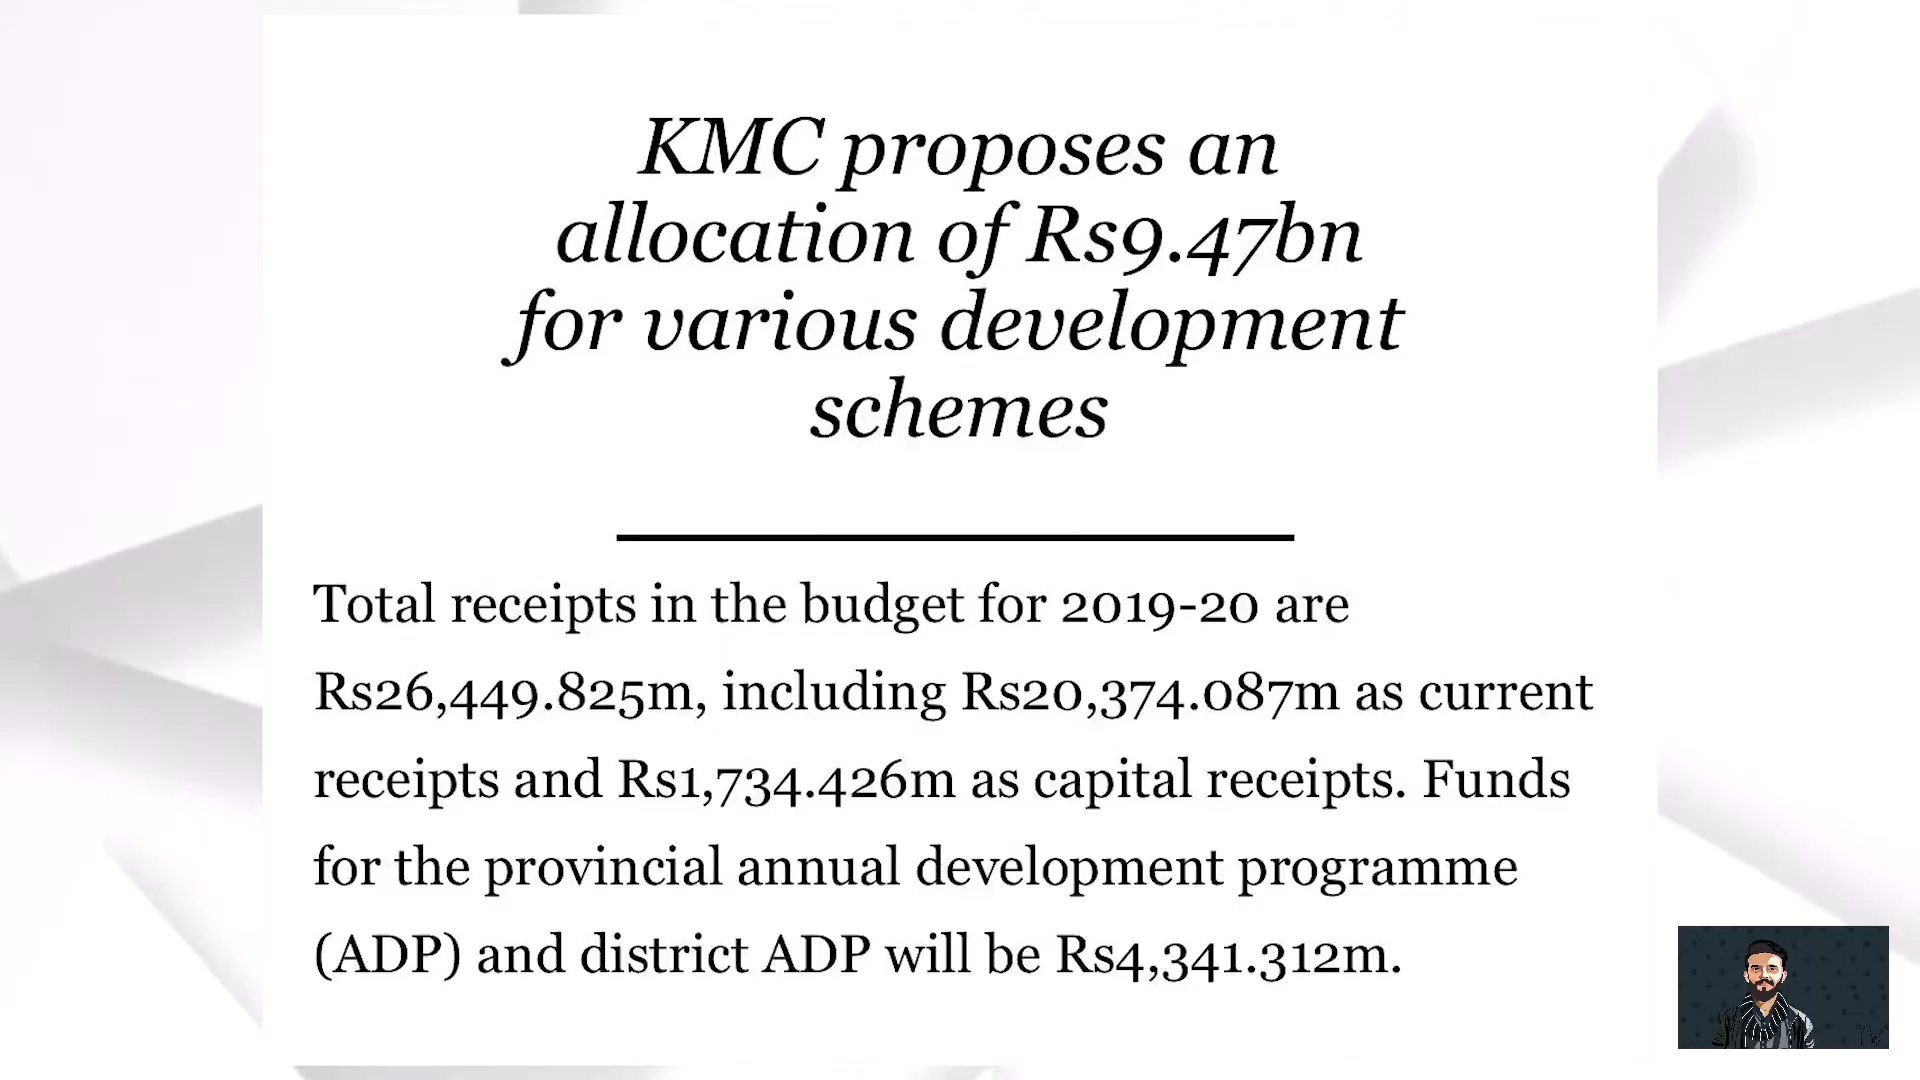 KMC proposes an
allocation of Rs9.47bn
for various development
schemes
Total receipts in the budget for 2019-20 are
Rs26,449.825m, including Rs20,374.087m as current
receipts and Rs1,734.426m as capital receipts. Funds
for the provincial annual development programme
(ADP) and district ADP will be Rs4,341.312m.